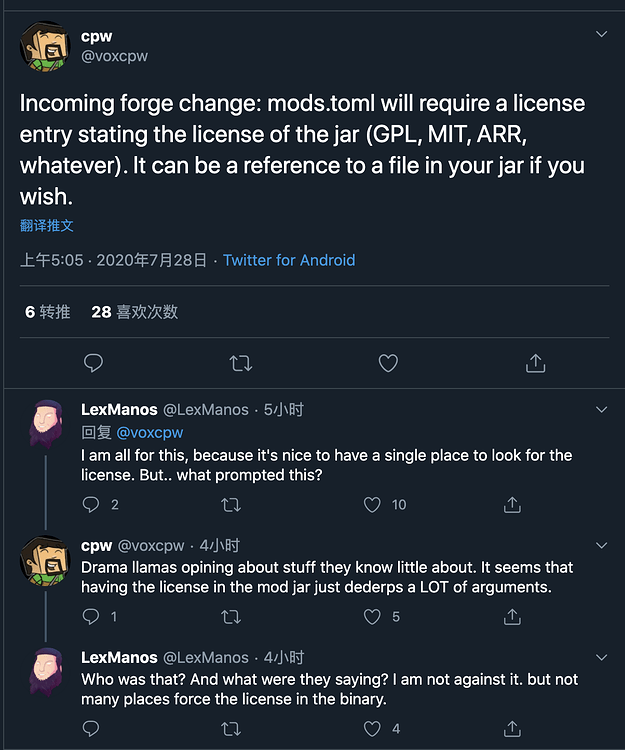 cpw
@voxcpw
Incoming forge change: mods.toml will require a license
entry stating the license of the jar (GPL, MIT, ARR,
whatever). It can be a reference to a file in your jar if you
wish.
翻译推文
上午5:05 · 2020年7月28日 · Twitter for Android
6 转推 28 喜欢次数
LexManos @LexManos · 5小时
回复 @voxcpw
I am all for this, because it's nice to have a single place to look for the
license. But.. what prompted this?
2 10
cpw @voxcpw · 4小时
Drama llamas opining about stuff they know little about. It seems that
having the license in the mod jar just dederps a LOT of arguments.
1 5
LexManos @LexManos · 4小时
Who was that? And what were they saying? I am not against it. but not
many places force the license in the binary.
4